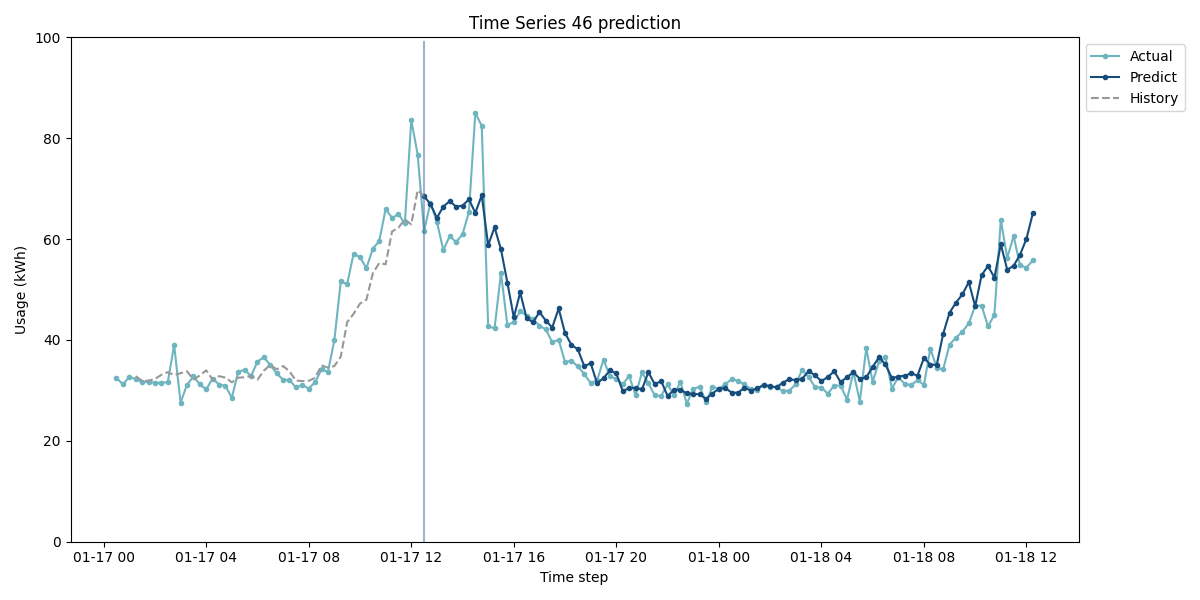 Time Series 46 prediction
100
80
60
40
20
0
Usage (kWh)
01-17 00
01-17 04
01-17 08
01-17 12
01-17 16
01-17 20
01-18 00
01-18 04
01-18 08
01-18 12
Time step
Actual
Predict
History